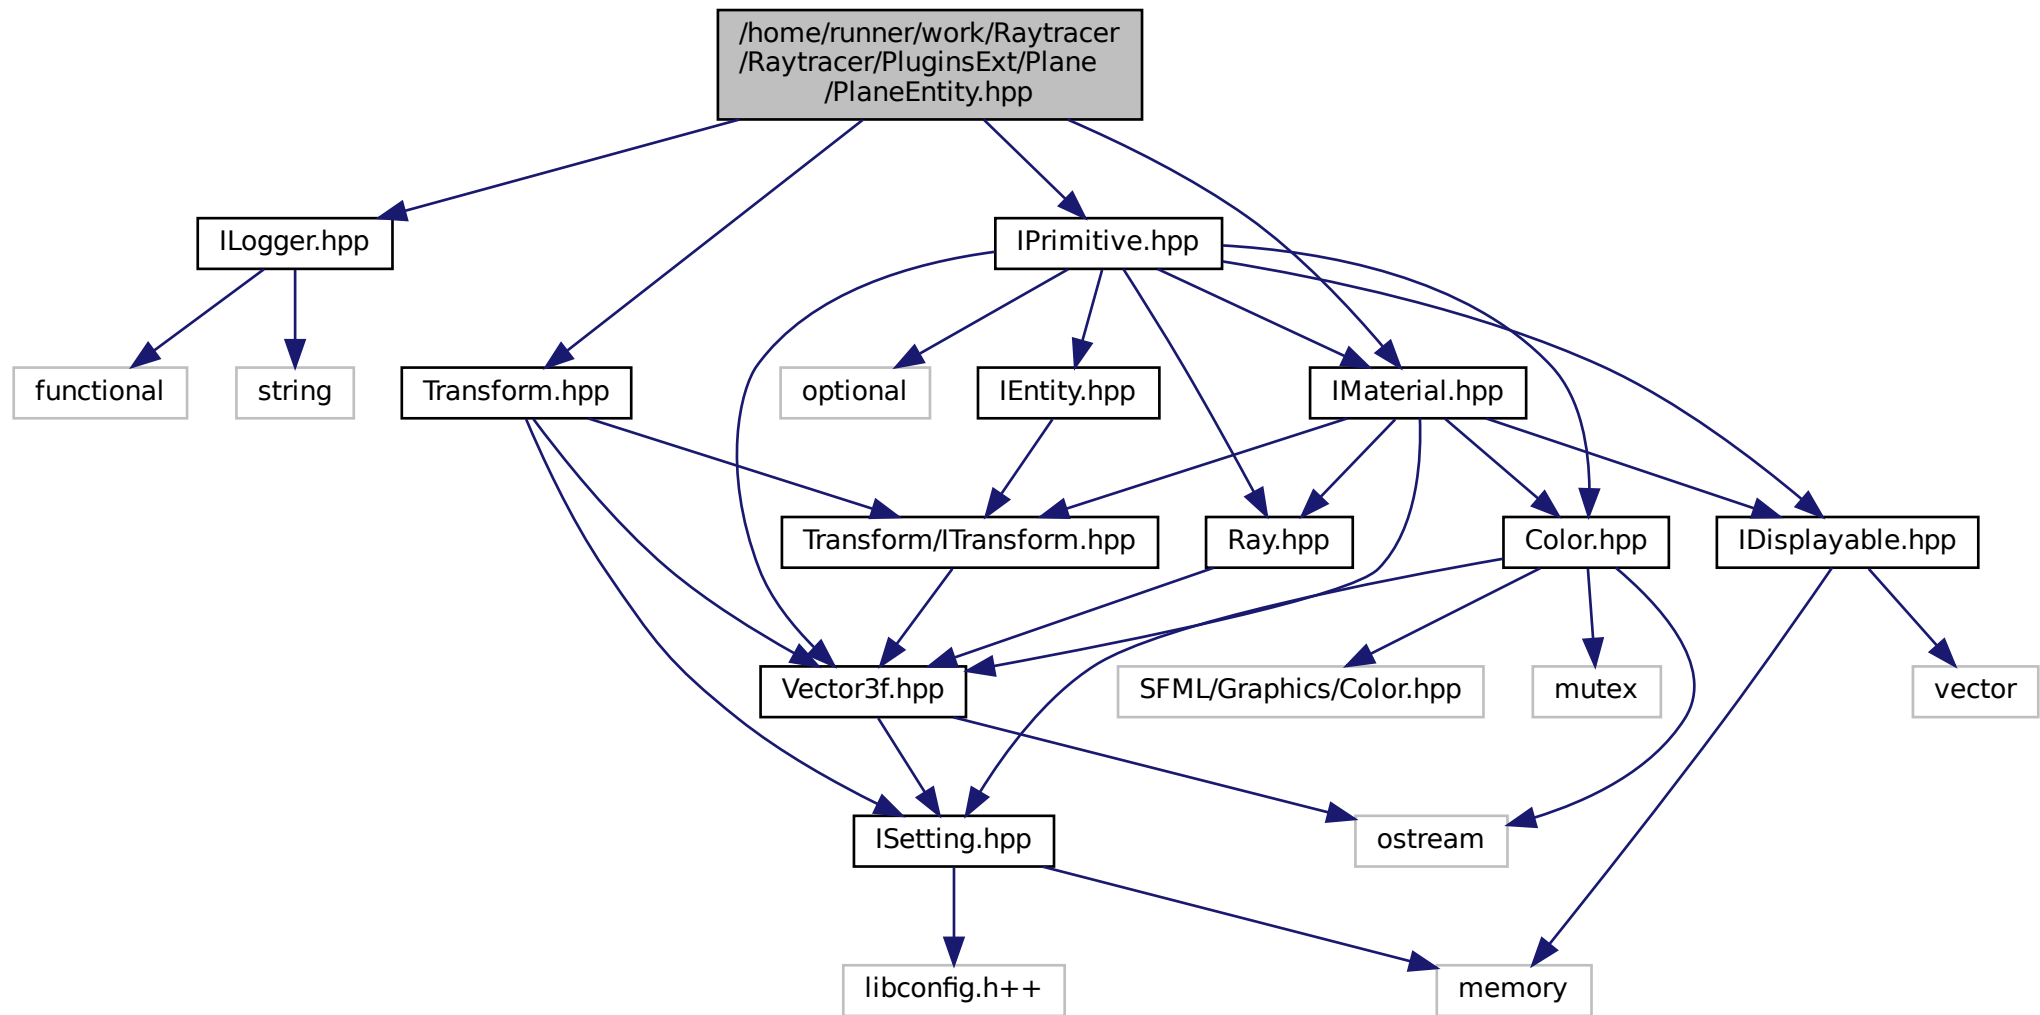 /home/runner/work/Raytracer
/Raytracer/PluginsExt/Plane
/PlaneEntity.hpp
ILogger.hpp
IPrimitive.hpp
functional
string
Transform.hpp
optional
IEntity.hpp
IMaterial.hpp
Transform/ITransform.hpp
Ray.hpp
Color.hpp
IDisplayable.hpp
Vector3f.hpp
SFML/Graphics/Color.hpp
mutex
vector
ISetting.hpp
ostream
libconfig.h++
memory